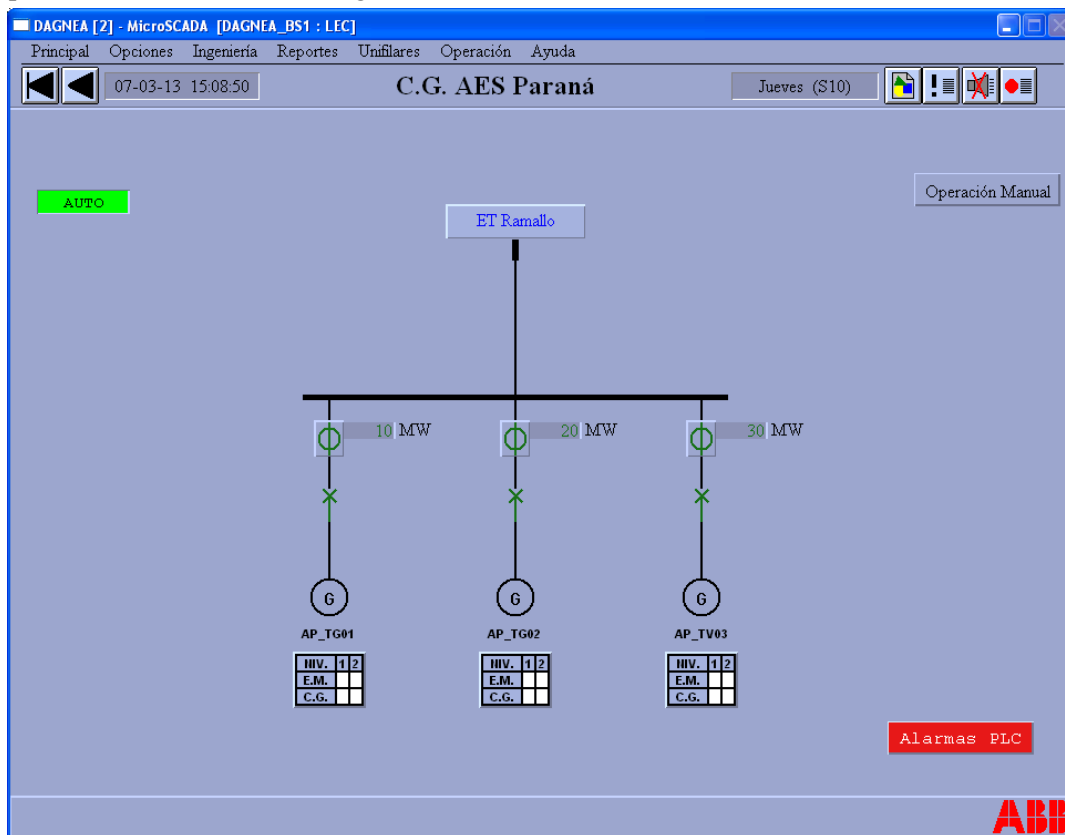 DAGNEA [2] - MicroSCADA [DAGNEA_BS1 : LEC]
Principal Opciones Ingeniería Reportes Unifilares Operación Ayuda
07-03-13 15:08:50 C.G. AES Paraná Jueves (S10)
AUTO
Operación Manual
ET Ramallo
10 MW 20 MW 30 MW
G G G
AP_TG01 AP_TG02 AP_TV03
NIV. 1 2 NIV. 1 2 NIV. 1 2
E.M. E.M. E.M.
C.G. C.G. C.G.
Alarmas PLC
ABB